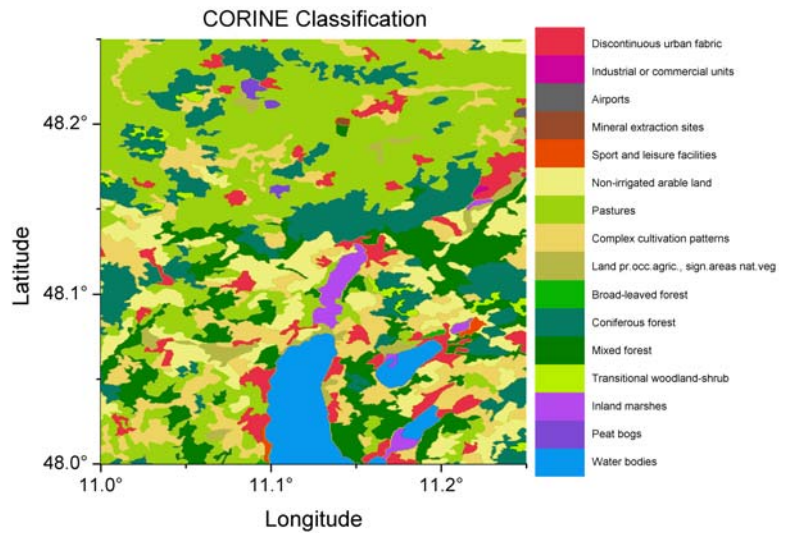 CORINE Classification
48.2°
48.1°
48.0°
Latitude
11.0°
11.1°
11.2°
Longitude
Discontinuous urban fabric
Industrial or commercial units
Airports
Mineral extraction sites
Sport and leisure facilities
Non-irrigated arable land
Pastures
Complex cultivation patterns
Land pr.occ.agric., sign.areas nat.veg
Broad-leaved forest
Coniferous forest
Mixed forest
Transitional woodland-shrub
Inland marshes
Peat bogs
Water bodies